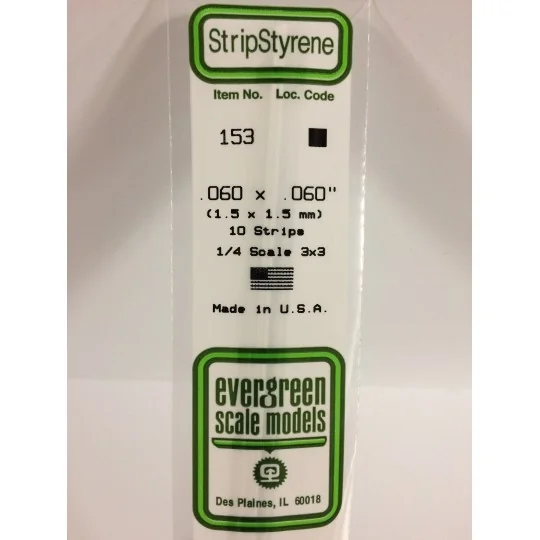 StripStyrene
Item No. Loc. Code
153
.060 x .060"
(1.5 x 1.5 mm)
10 Strips
1/4 Scale 3x3
Made in U.S.A.
evergreen
scale models
Des Plaines, IL 60018